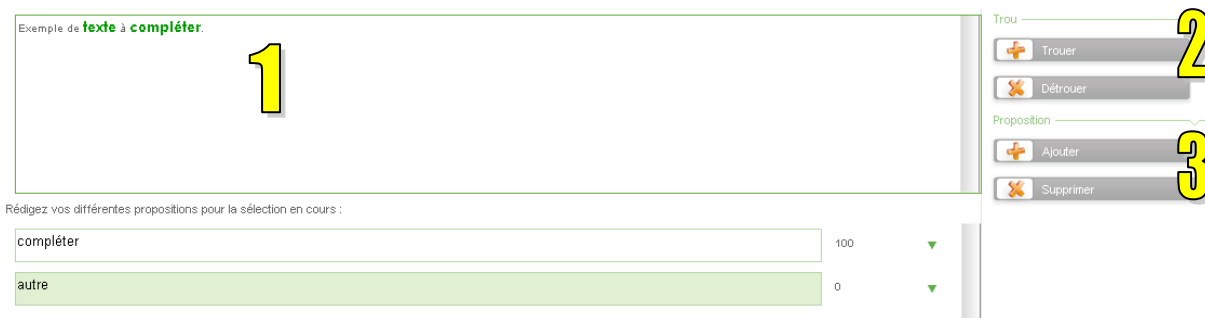 Exemple de texte à compléter.
1
Trou
2
Trouer
Détrouer
Proposition
3
Ajouter
Supprimer
Rédigez vos différentes propositions pour la sélection en cours :
compléter 100
autre 0